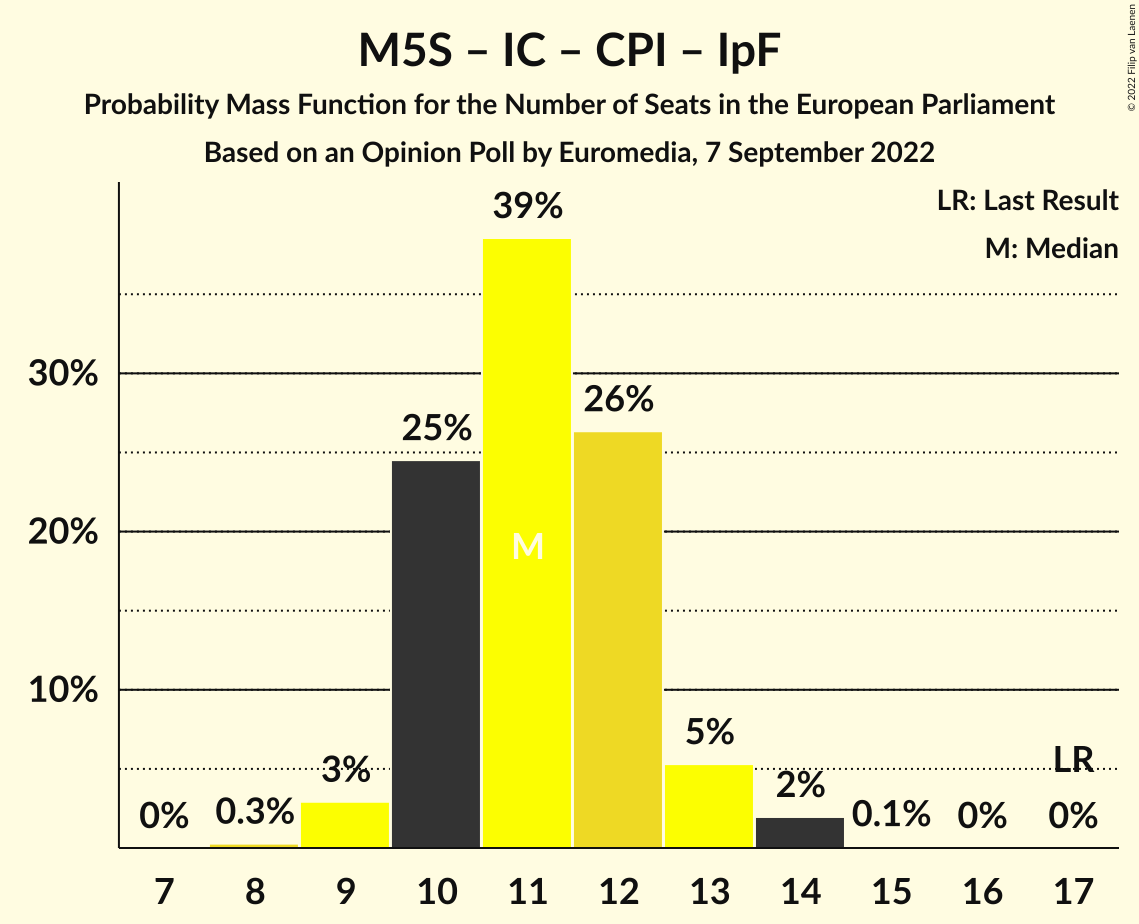 M5S – IC – CPI – IpF
Probability Mass Function for the Number of Seats in the European Parliament
Based on an Opinion Poll by Euromedia, 7 September 2022
© 2022 Filip van Laenen
LR: Last Result
M: Median
39%
30%
26%
25%
20%
M
10%
5%
LR
3%
2%
0%
0.3%
0.1%
0%
0%
7 8 9 10 11 12 13 14 15 16 17